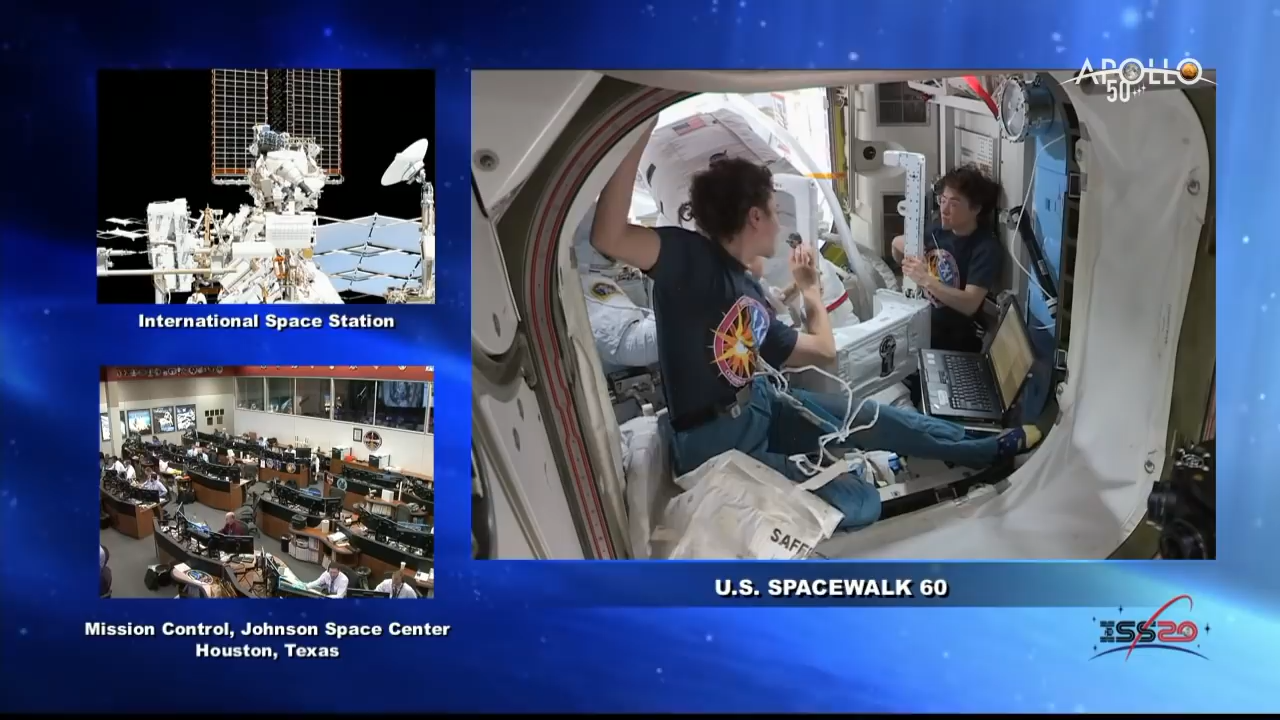 APOLLO
50
International Space Station
SAFE
U.S. SPACEWALK 60
ISS20
Mission Control, Johnson Space Center
Houston, Texas